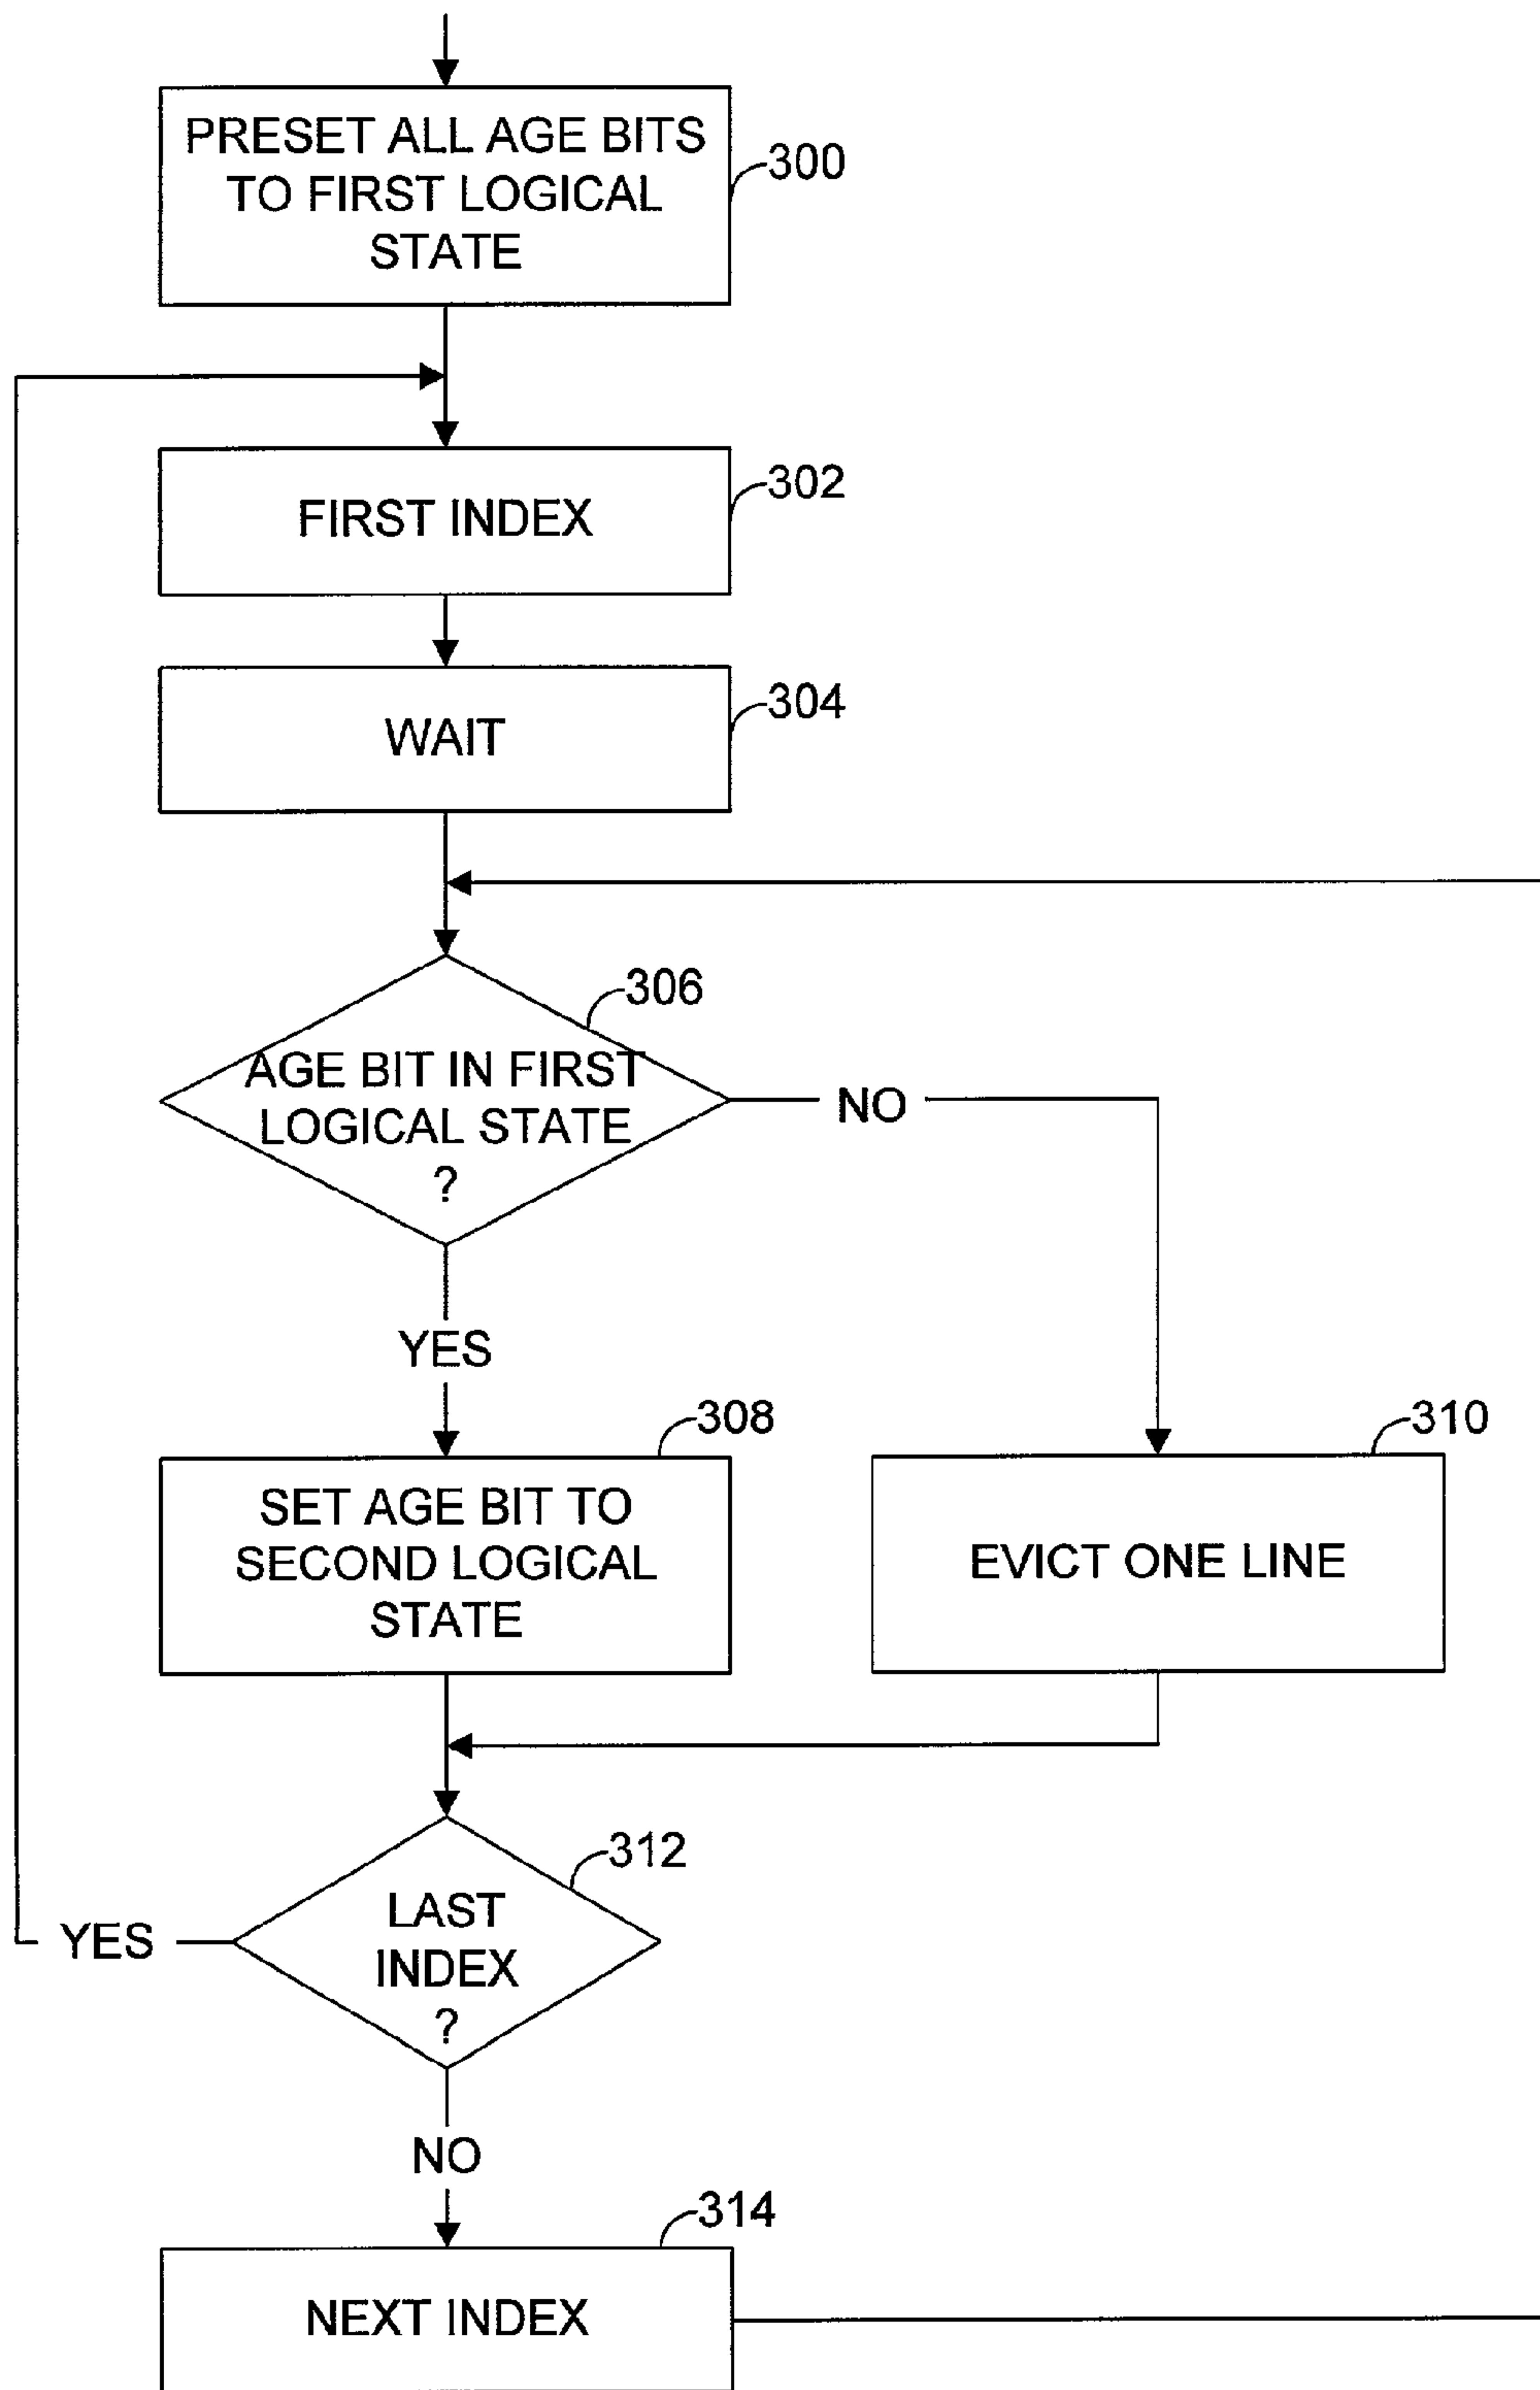 PRESET ALL AGE BITS
TO FIRST LOGICAL
STATE
300
FIRST INDEX
302
WAIT
304
306
AGE BIT IN FIRST
LOGICAL STATE
?
NO
YES
308
SET AGE BIT TO
SECOND LOGICAL
STATE
310
EVICT ONE LINE
312
LAST
INDEX
?
YES
NO
314
NEXT INDEX